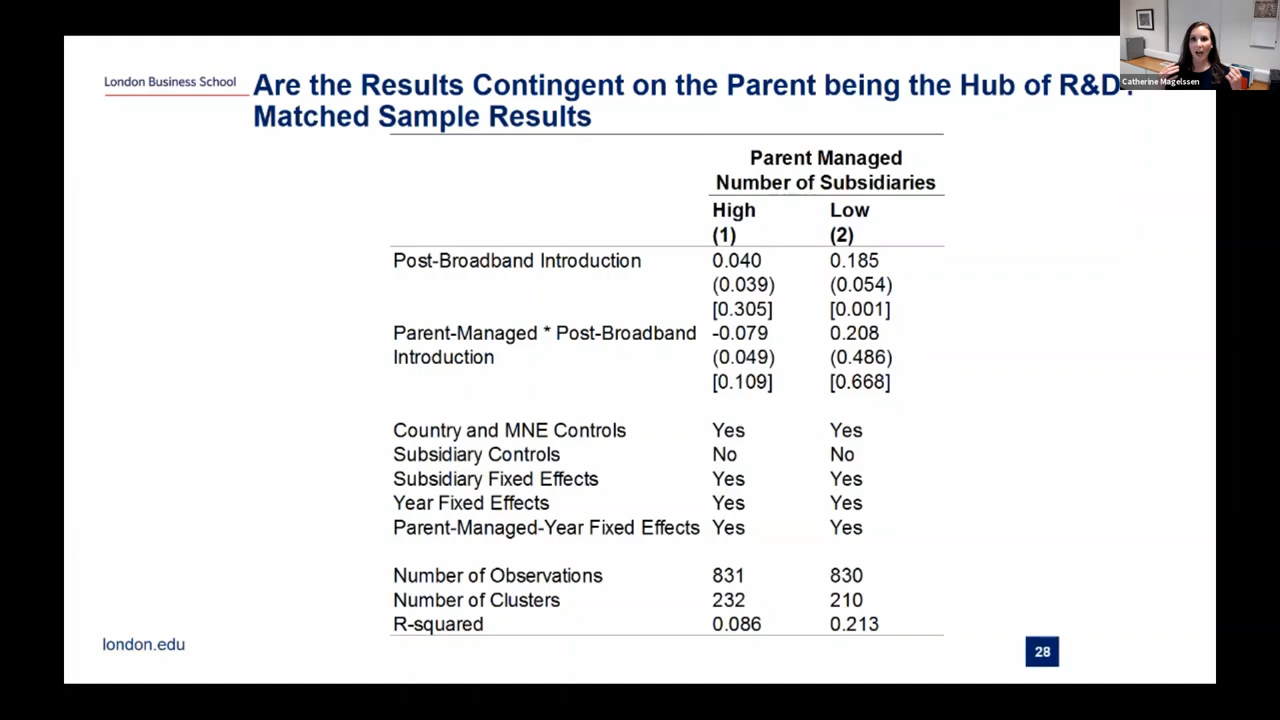 London Business School
Are the Results Contingent on the Parent being the Hub of R&D?
Matched Sample Results
Parent Managed
Number of Subsidiaries
High Low
(1) (2)
Post-Broadband Introduction 0.040 0.185
(0.039) (0.054)
[0.305] [0.001]
Parent-Managed * Post-Broadband -0.079 0.208
Introduction (0.049) (0.486)
[0.109] [0.668]
Country and MNE Controls Yes Yes
Subsidiary Controls No No
Subsidiary Fixed Effects Yes Yes
Year Fixed Effects Yes Yes
Parent-Managed-Year Fixed Effects Yes Yes
Number of Observations 831 830
Number of Clusters 232 210
R-squared 0.086 0.213
london.edu
28
Catherine Magelssen